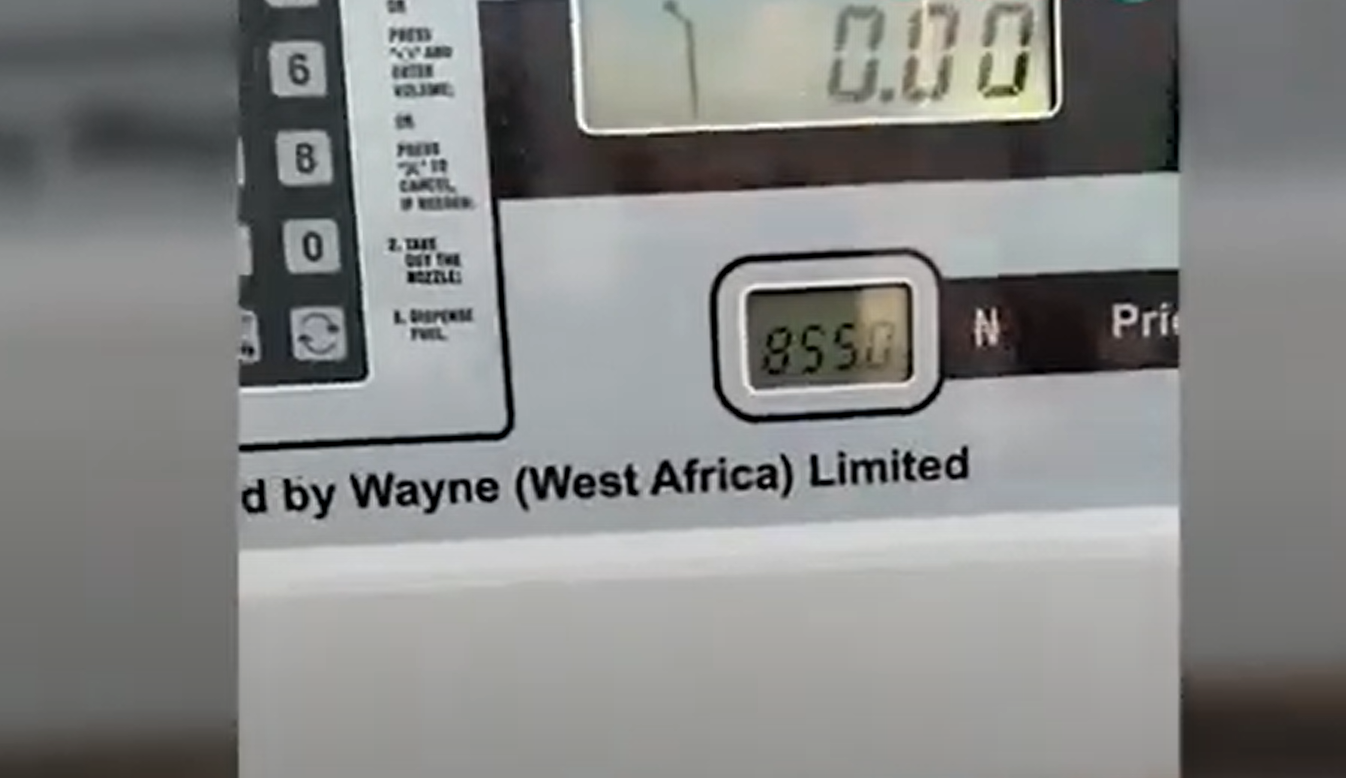 OR
PRESS
AND
ENTER
VOLUME;
OR
PRESS
"X" TO
CANCEL,
IF NEEDED;
2. TAKE
OUT THE
NOZZLE;
3. DISPENSE
FUEL.
6
8
0
0.00
855.0
₦
d by Wayne (West Africa) Limited